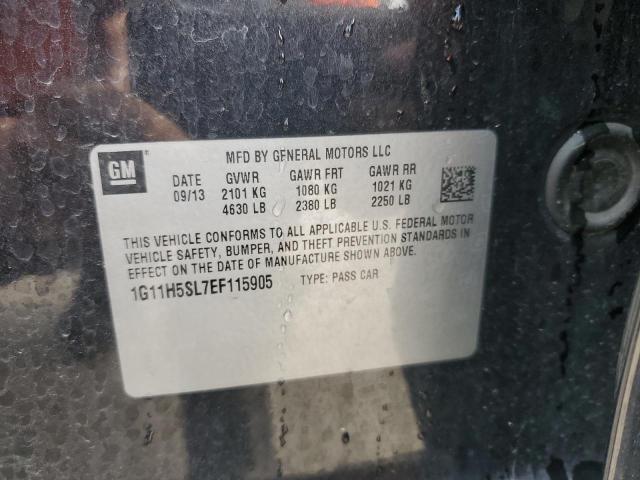 GM
MFD BY GENERAL MOTORS LLC
DATE GVWR GAWR FRT GAWR RR
09/13 2101 KG 1080 KG 1021 KG
4630 LB 2380 LB 2250 LB
THIS VEHICLE CONFORMS TO ALL APPLICABLE U.S. FEDERAL MOTOR
VEHICLE SAFETY, BUMPER, AND THEFT PREVENTION STANDARDS IN
EFFECT ON THE DATE OF MANUFACTURE SHOWN ABOVE.
1G11H5SL7EF115905 TYPE: PASS CAR